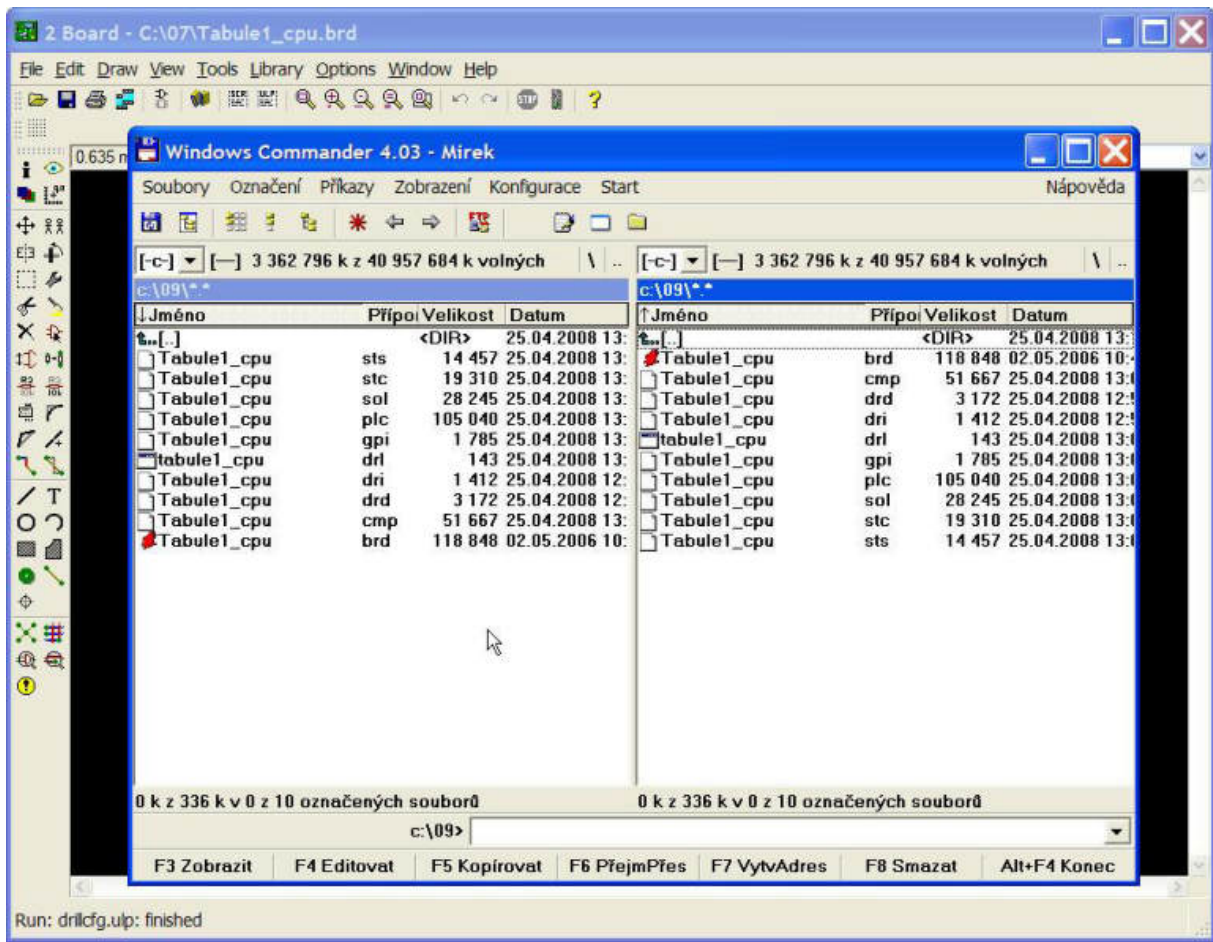 2 Board - C:\07\Tabule1_cpu.brd
File Edit Draw View Tools Library Options Window Help
0.635
Windows Commander 4.03 - Mirek
Soubory Označení Příkazy Zobrazení Konfigurace Start Nápověda
[-c-] [—] 3 362 796 k z 40 957 684 k volných \ .. [-c-] [—] 3 362 796 k z 40 957 684 k volných \ ..
c:\09\*.* c:\09\*.*
↓Jméno Přípo Velikost Datum ↑Jméno Přípo Velikost Datum
[..] <DIR> 25.04.2008 13: [..] <DIR> 25.04.2008 13:
Tabule1_cpu sts 14 457 25.04.2008 13: Tabule1_cpu brd 118 848 02.05.2006 10:
Tabule1_cpu stc 19 310 25.04.2008 13: Tabule1_cpu cmp 51 667 25.04.2008 13:
Tabule1_cpu sol 28 245 25.04.2008 13: Tabule1_cpu drd 3 172 25.04.2008 12:
Tabule1_cpu plc 105 040 25.04.2008 13: Tabule1_cpu dri 1 412 25.04.2008 12:
Tabule1_cpu gpi 1 785 25.04.2008 13: tabule1_cpu drl 143 25.04.2008 13:
tabule1_cpu drl 143 25.04.2008 13: Tabule1_cpu gpi 1 785 25.04.2008 13:
Tabule1_cpu dri 1 412 25.04.2008 12: Tabule1_cpu plc 105 040 25.04.2008 13:
Tabule1_cpu drd 3 172 25.04.2008 12: Tabule1_cpu sol 28 245 25.04.2008 13:
Tabule1_cpu cmp 51 667 25.04.2008 13: Tabule1_cpu stc 19 310 25.04.2008 13:
Tabule1_cpu brd 118 848 02.05.2006 10: Tabule1_cpu sts 14 457 25.04.2008 13:
0 k z 336 k v 0 z 10 označených souborů 0 k z 336 k v 0 z 10 označených souborů
c:\09>
F3 Zobrazit F4 Editovat F5 Kopírovat F6 PřejmPřes F7 VytvAdres F8 Smazat Alt+F4 Konec
Run: drillcfg.ulp: finished